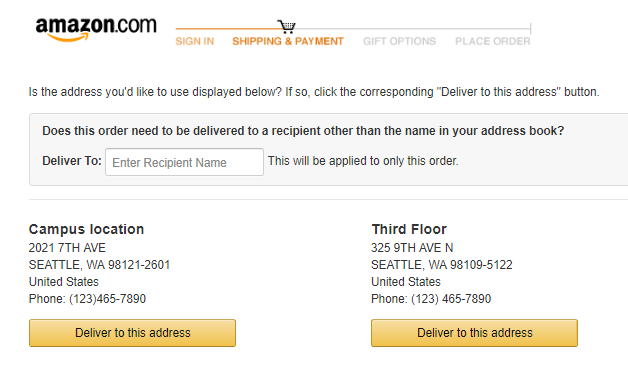 amazon.com
SIGN IN SHIPPING & PAYMENT GIFT OPTIONS PLACE ORDER
Is the address you'd like to use displayed below? If so, click the corresponding "Deliver to this address" button.
Does this order need to be delivered to a recipient other than the name in your address book?
Deliver To: Enter Recipient Name This will be applied to only this order.
Campus location
2021 7TH AVE
SEATTLE, WA 98121-2601
United States
Phone: (123)465-7890
Deliver to this address
Third Floor
325 9TH AVE N
SEATTLE, WA 98109-5122
United States
Phone: (123) 465-7890
Deliver to this address